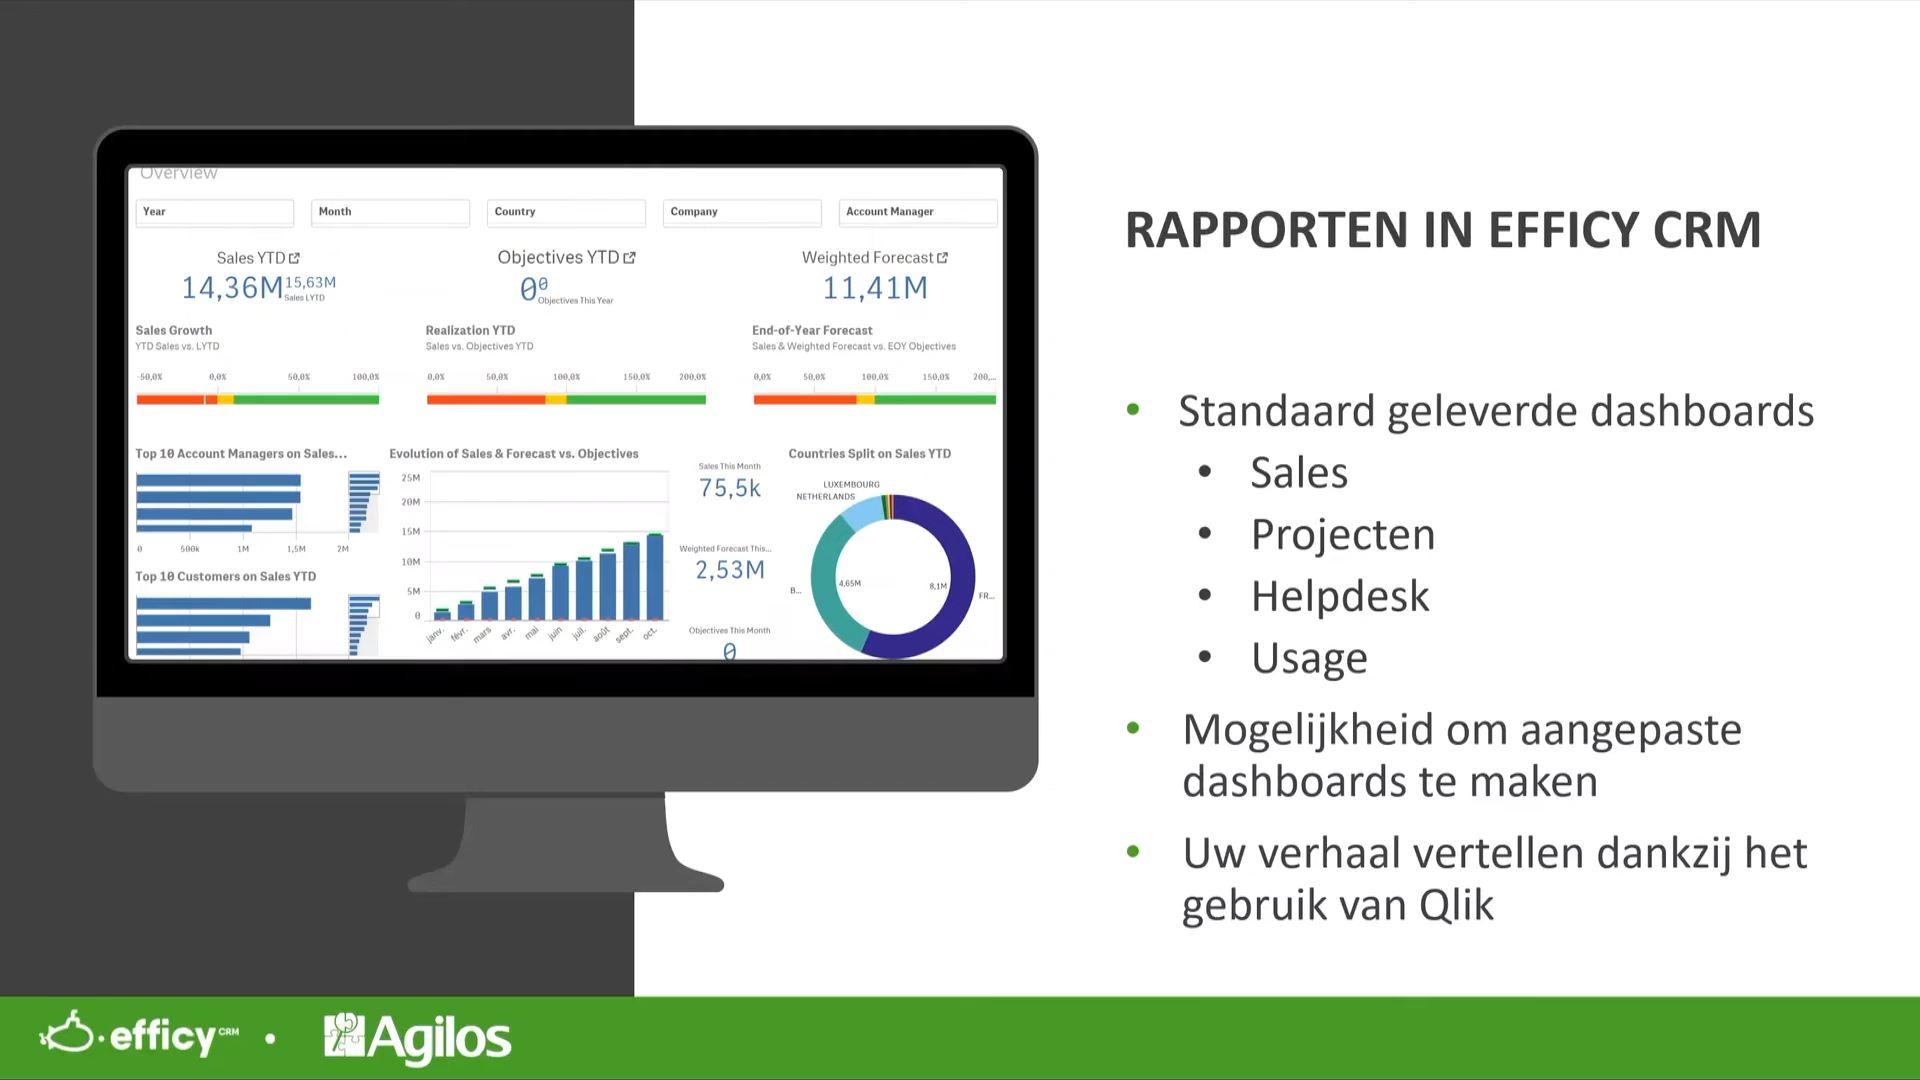 Overview
Year
Month
Country
Company
Account Manager
Sales YTD
14,36M 15,63M
Sales LYTD
Objectives YTD
0 0
Objectives This Year
Weighted Forecast
11,41M
Sales Growth
YTD Sales vs. LYTD
-50,0% 0,0% 50,0% 100,0%
Realization YTD
Sales vs. Objectives YTD
0,0% 50,0% 100,0% 150,0% 200,0%
End-of-Year Forecast
Sales & Weighted Forecast vs. EOY Objectives
0,0% 50,0% 100,0% 150,0% 200,...
Top 10 Account Managers on Sales...
0 500k 1M 1,5M 2M
Top 10 Customers on Sales YTD
Evolution of Sales & Forecast vs. Objectives
25M
20M
15M
10M
5M
0
janv. févr. mars avr. mai juin juil. août sept. oct.
Sales This Month
75,5k
Weighted Forecast This...
2,53M
Objectives This Month
0
Countries Split on Sales YTD
LUXEMBOURG
NETHERLANDS
4,65M
8,1M
B...
FR...
RAPPORTEN IN EFFICY CRM
• Standaard geleverde dashboards
• Sales
• Projecten
• Helpdesk
• Usage
• Mogelijkheid om aangepaste
dashboards te maken
• Uw verhaal vertellen dankzij het
gebruik van Qlik
efficy CRM • Agilos